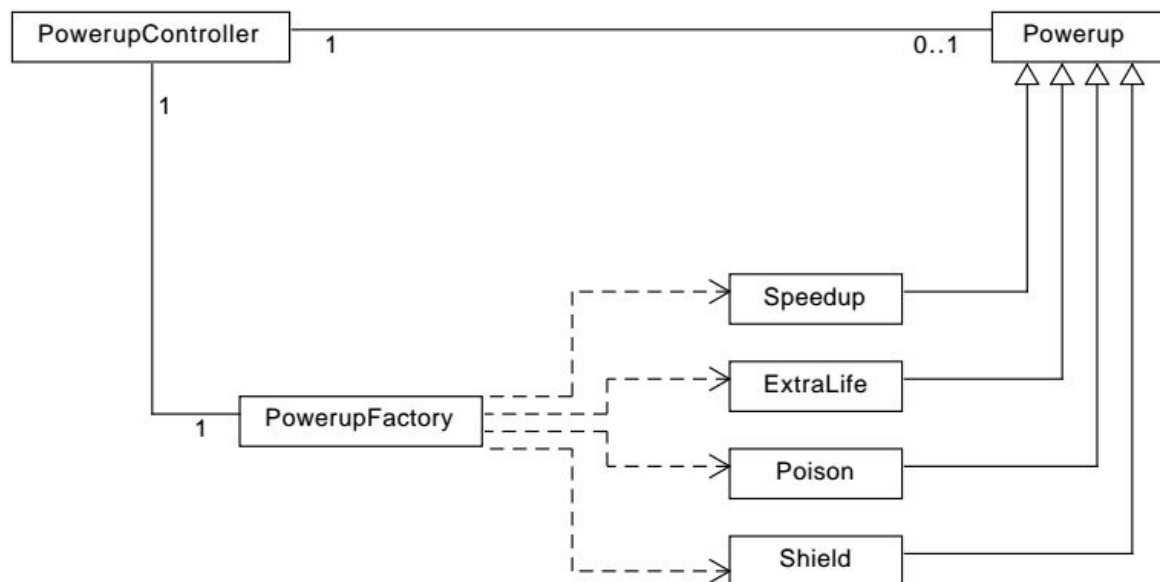 PowerupController
1
0..1
Powerup
1
Speedup
ExtraLife
1
PowerupFactory
Poison
Shield